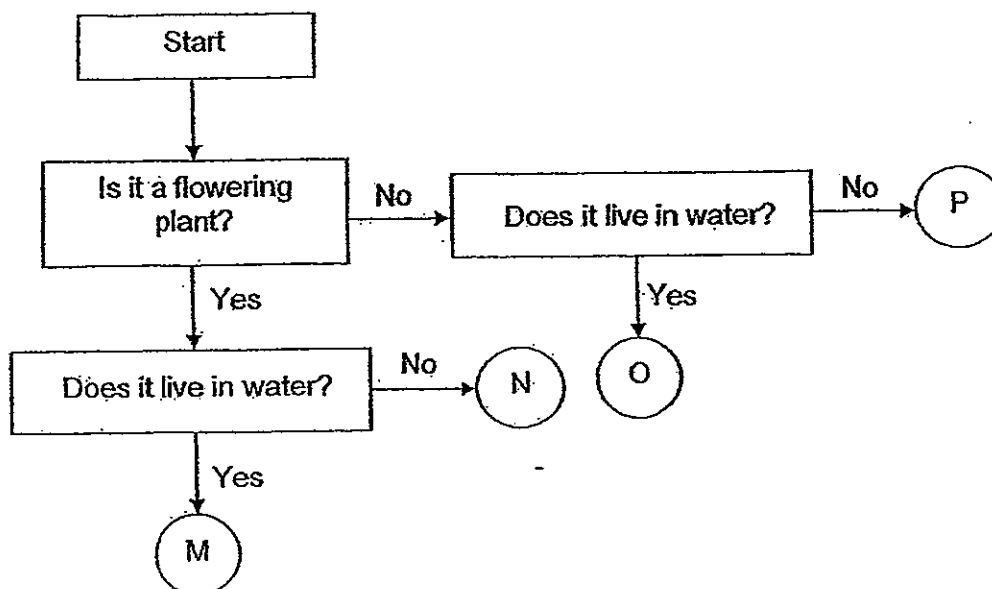 Start
Is it a flowering
plant?
No
Does it live in water?
No
P
Yes
Yes
Does it live in water?
No
N
O
Yes
M